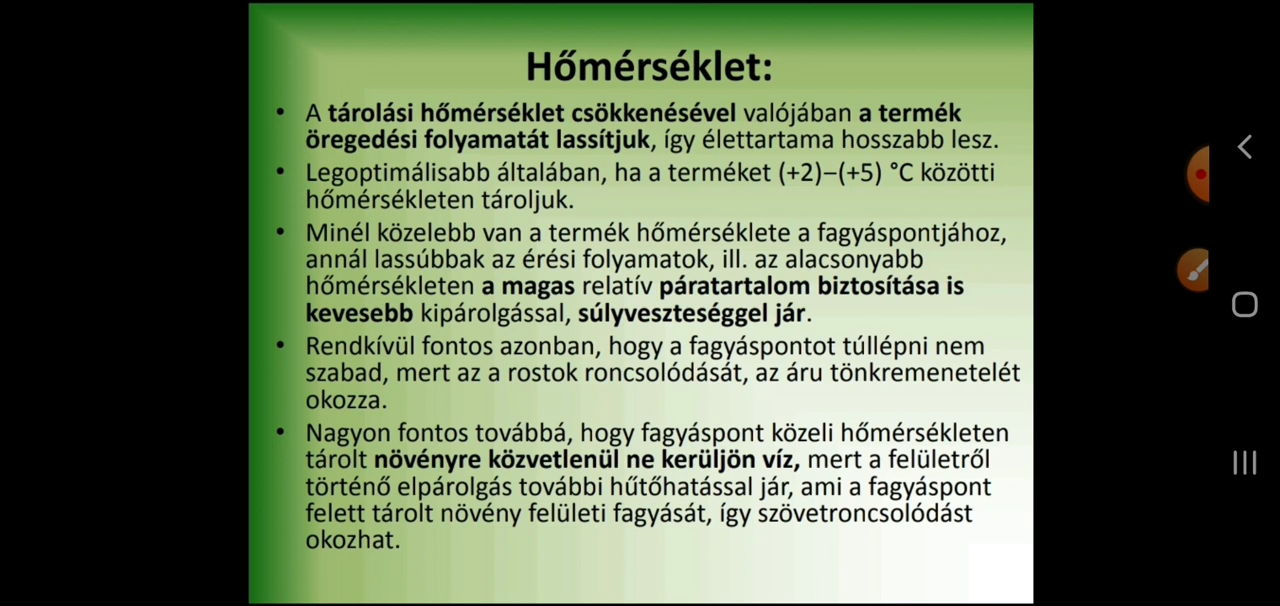 Hőmérséklet:
• A tárolási hőmérséklet csökkenésével valójában a termék
öregedési folyamatát lassítjuk, így élettartama hosszabb lesz.
• Legoptimálisabb általában, ha a terméket (+2)–(+5) °C közötti
hőmérsékleten tároljuk.
• Minél közelebb van a termék hőmérséklete a fagyáspontjához,
annál lassúbbak az érési folyamatok, ill. az alacsonyabb
hőmérsékleten a magas relatív páratartalom biztosítása is
kevesebb kipárolgással, súlyveszteséggel jár.
• Rendkívül fontos azonban, hogy a fagyáspontot túllépni nem
szabad, mert az a rostok roncsolódását, az áru tönkremenetelét
okozza.
• Nagyon fontos továbbá, hogy fagyáspont közeli hőmérsékleten
tárolt növényre közvetlenül ne kerüljön víz, mert a felületről
történő elpárolgás további hűtőhatással jár, ami a fagyáspont
felett tárolt növény felületi fagyását, így szövetroncsolódást
okozhat.